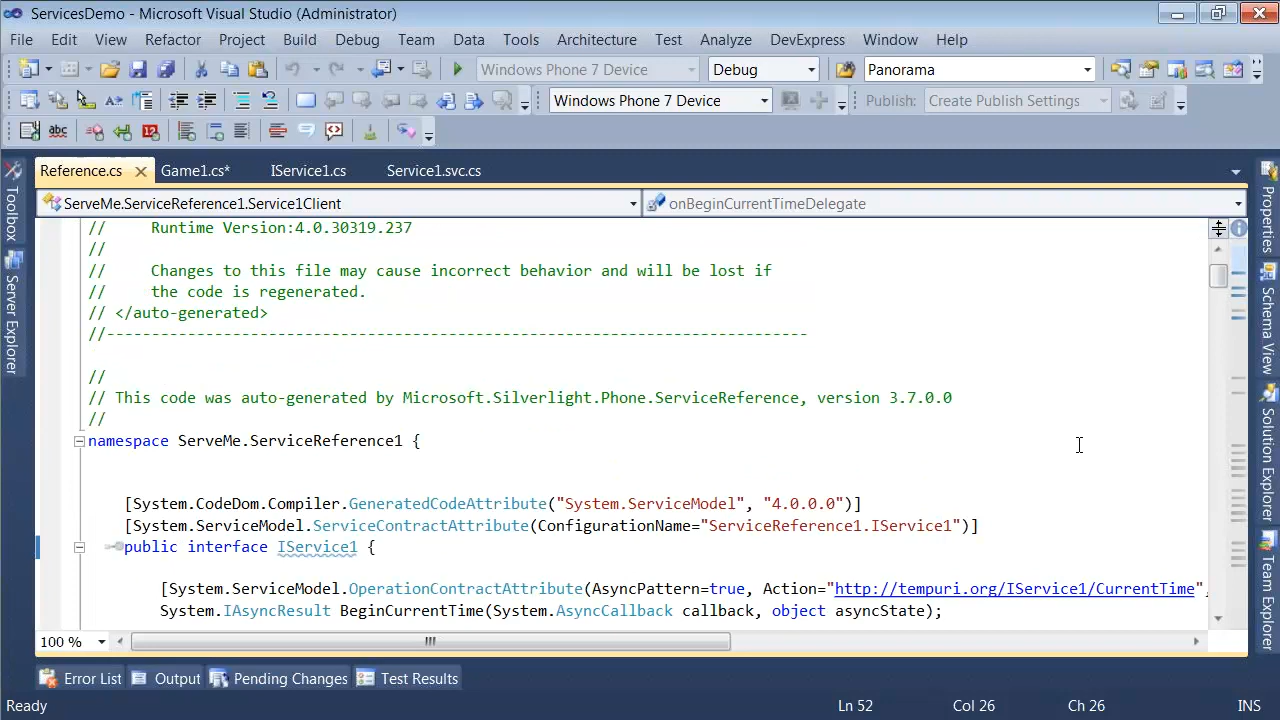 ServicesDemo - Microsoft Visual Studio (Administrator)
File Edit View Refactor Project Build Debug Team Data Tools Architecture Test Analyze DevExpress Window Help
Windows Phone 7 Device Debug Panorama
Windows Phone 7 Device Publish: Create Publish Settings
abc 12
Reference.cs Game1.cs* IService1.cs Service1.svc.cs
ServeMe.ServiceReference1.Service1Client onBeginCurrentTimeDelegate
// Runtime Version:4.0.30319.237
//
// Changes to this file may cause incorrect behavior and will be lost if
// the code is regenerated.
// </auto-generated>
//------------------------------------------------------------------------------
//
// This code was auto-generated by Microsoft.Silverlight.Phone.ServiceReference, version 3.7.0.0
//
namespace ServeMe.ServiceReference1 {
[System.CodeDom.Compiler.GeneratedCodeAttribute("System.ServiceModel", "4.0.0.0")]
[System.ServiceModel.ServiceContractAttribute(ConfigurationName="ServiceReference1.IService1")]
public interface IService1 {
[System.ServiceModel.OperationContractAttribute(AsyncPattern=true, Action="http://tempuri.org/IService1/CurrentTime",
System.IAsyncResult BeginCurrentTime(System.AsyncCallback callback, object asyncState);
100 %
Toolbox
Server Explorer
Properties
Schema View
Solution Explorer
Team Explorer
Error List Output Pending Changes Test Results
Ready Ln 52 Col 26 Ch 26 INS